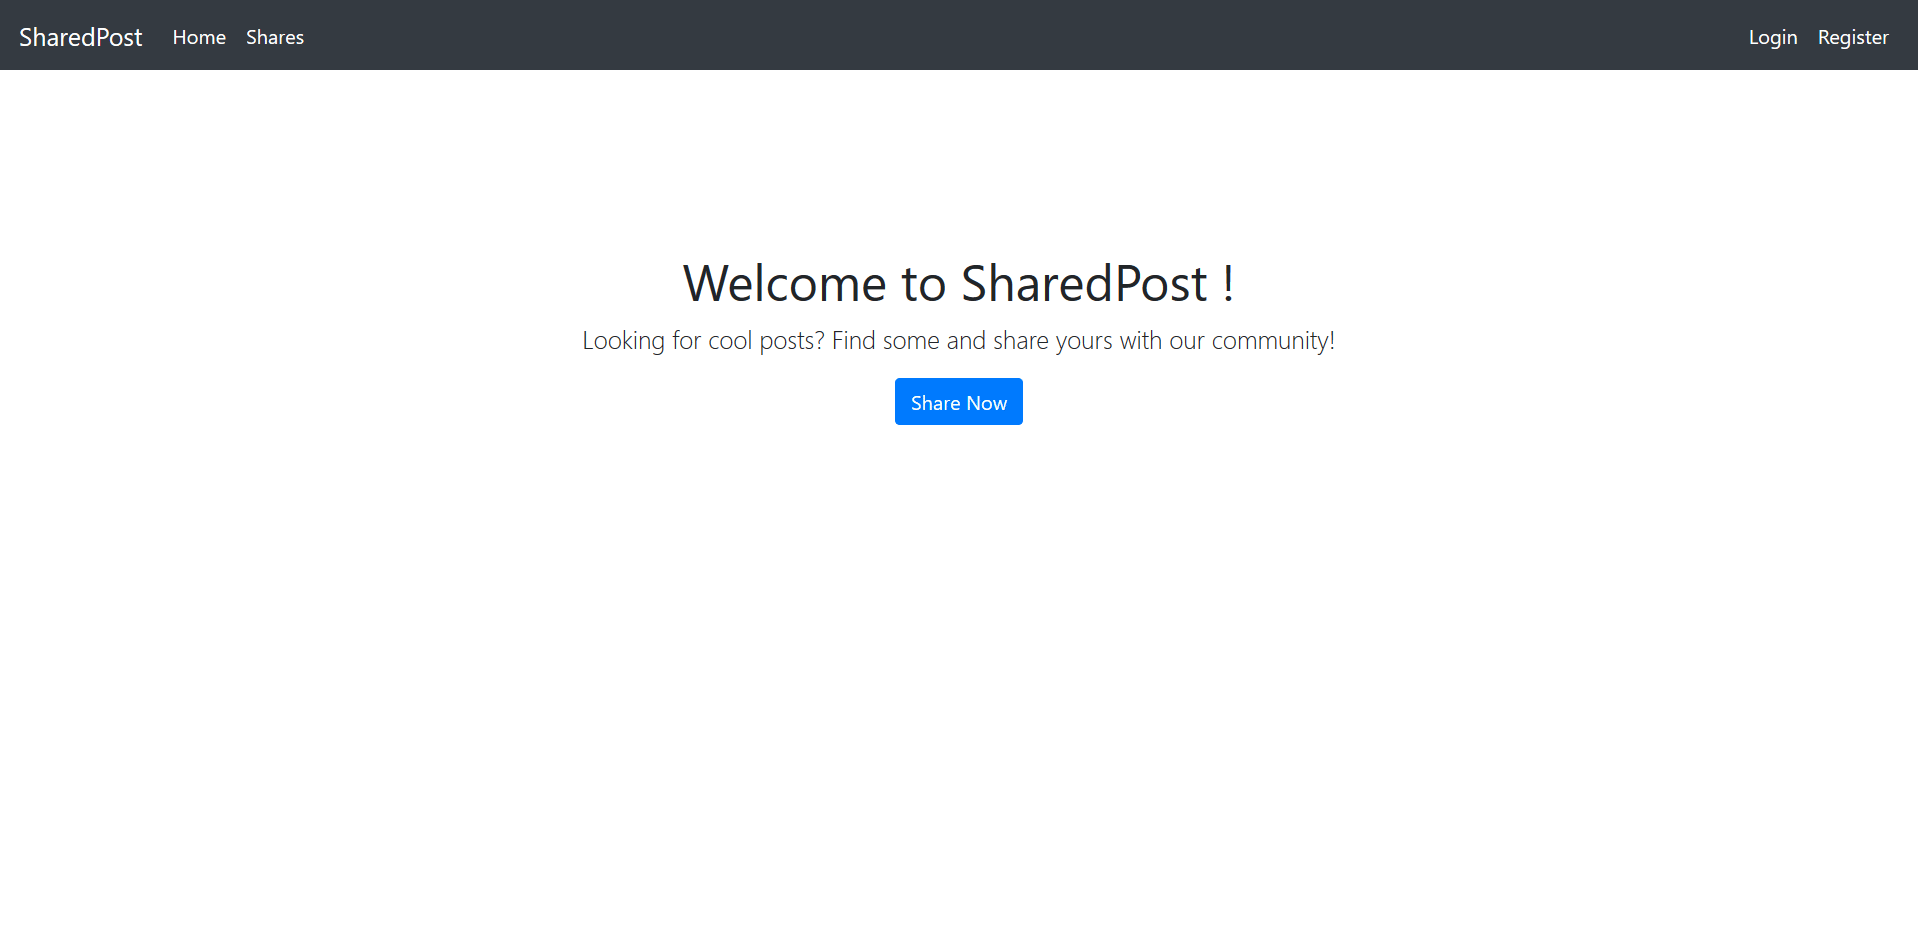 SharedPost Home Shares Login Register
Welcome to SharedPost !
Looking for cool posts? Find some and share yours with our community!
Share Now